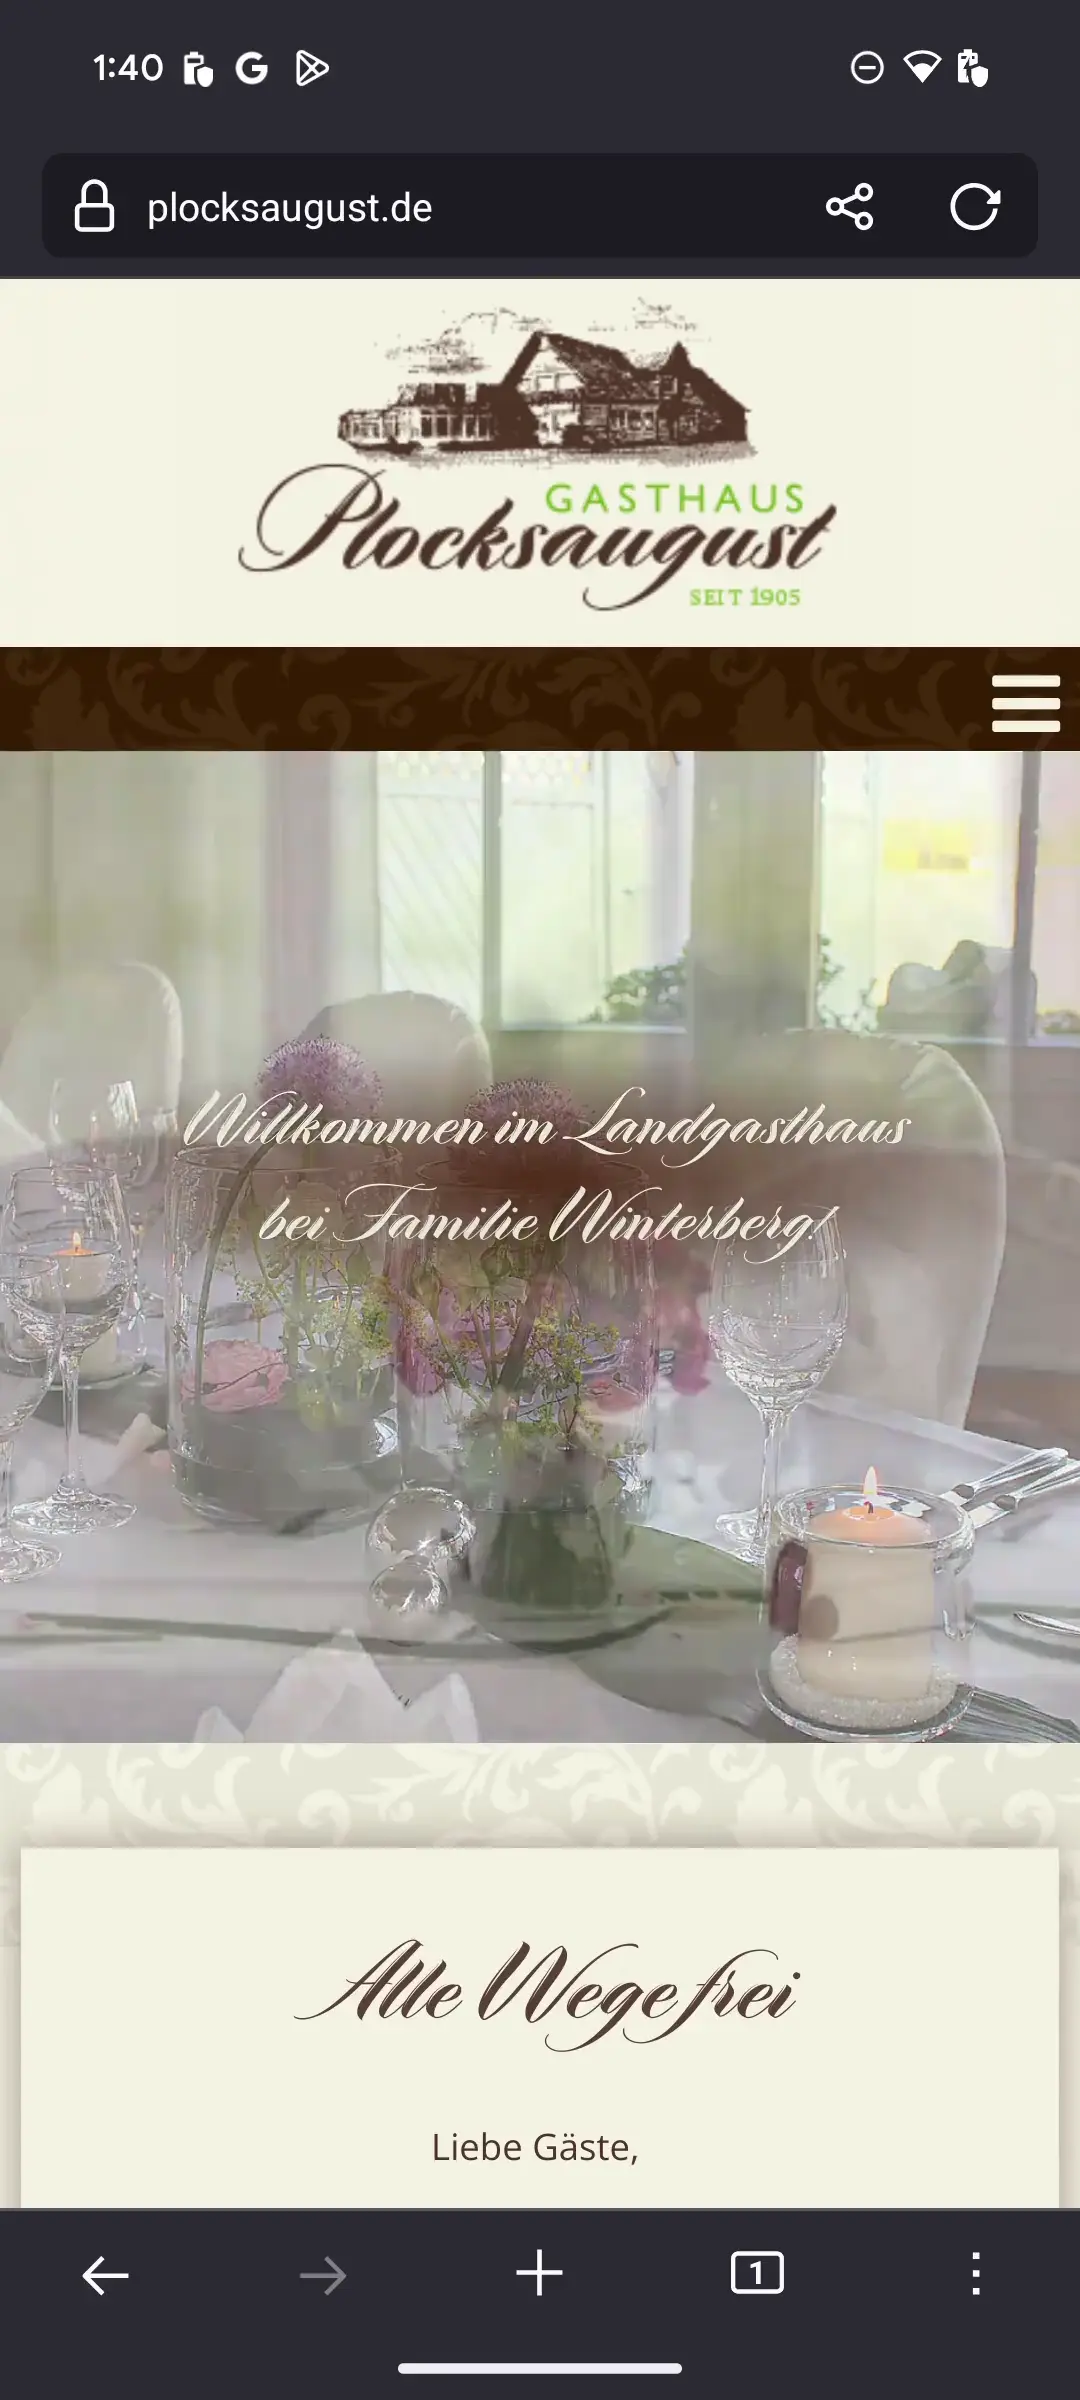 1:40
plocksaugust.de
GASTHAUS
Plocksaugust
SEIT 1905
Willkommen im Landgasthaus
bei Familie Winterberg!
Alle Wege frei
Liebe Gäste,
1